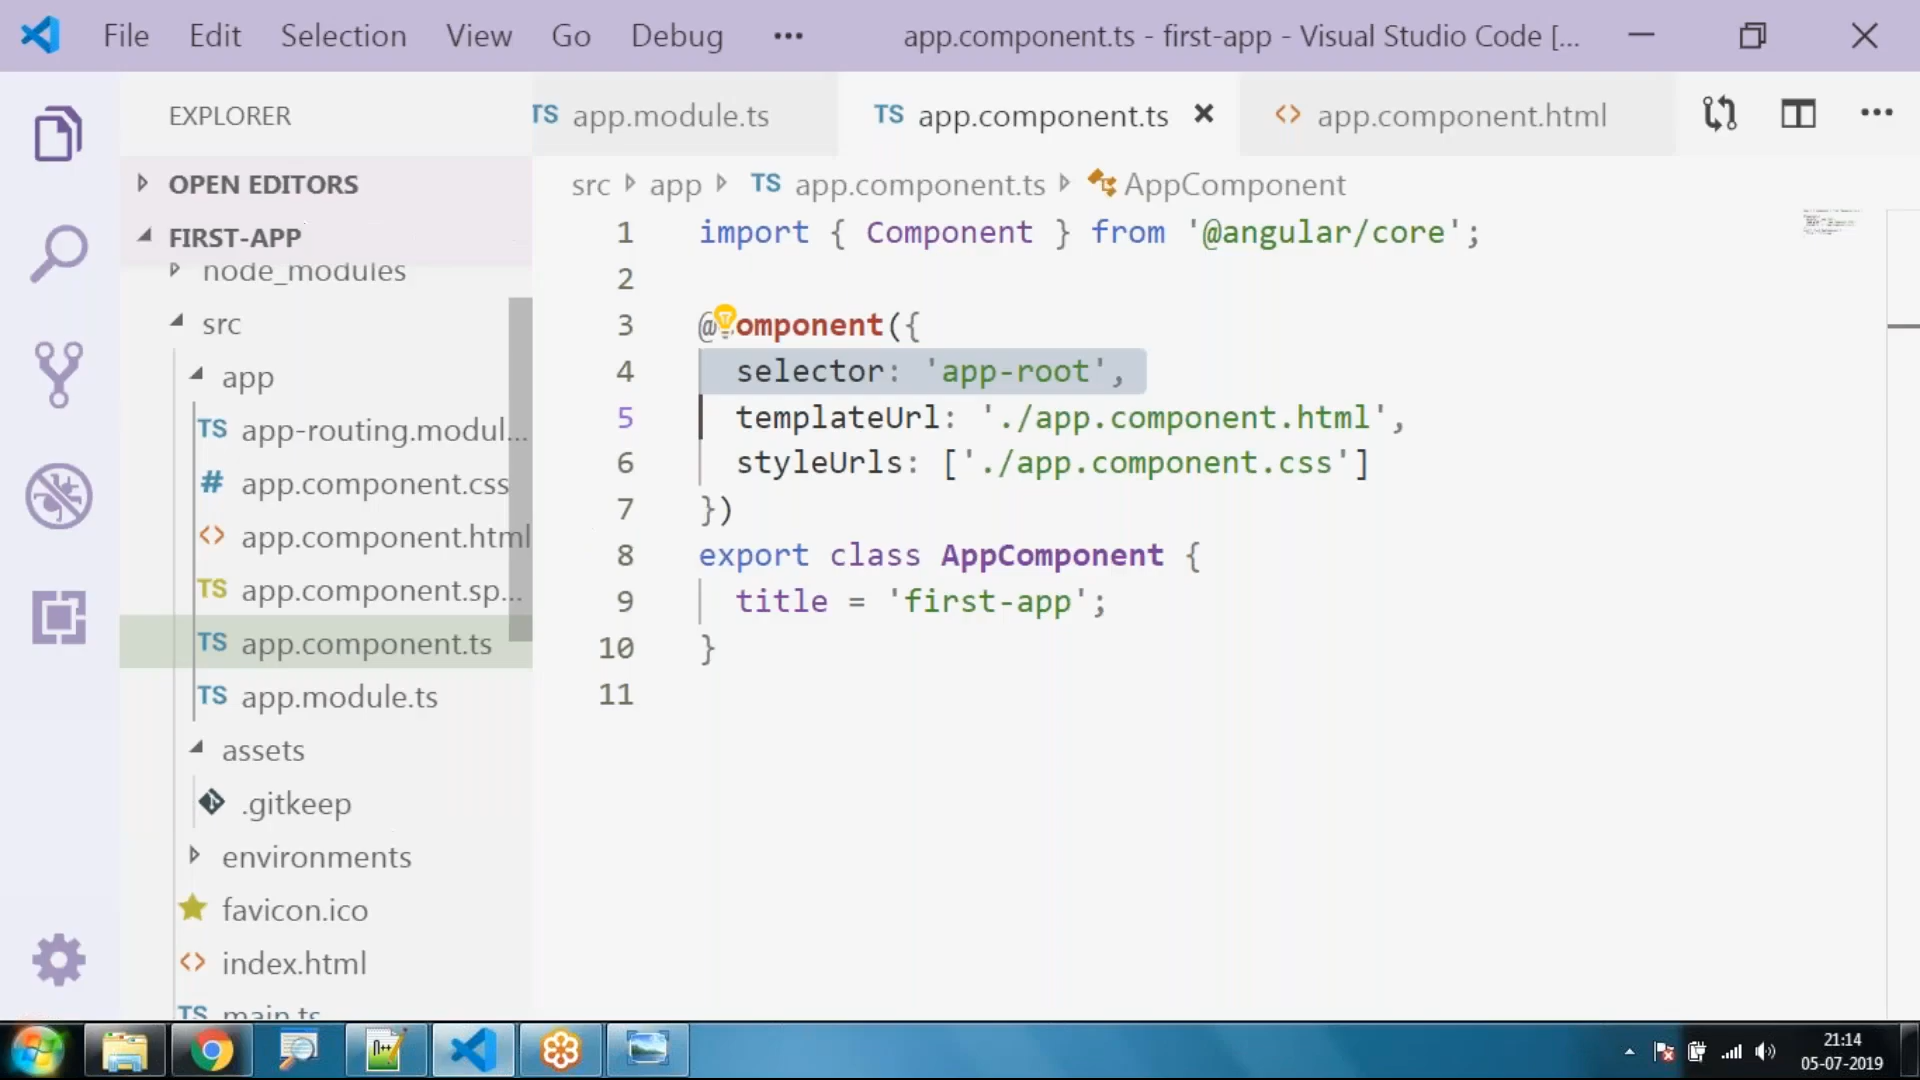 File Edit Selection View Go Debug ••• app.component.ts - first-app - Visual Studio Code [...
EXPLORER
TS app.module.ts TS app.component.ts <> app.component.html
OPEN EDITORS
FIRST-APP
node_modules
src
app
TS app-routing.modul...
# app.component.css
<> app.component.html
TS app.component.sp...
TS app.component.ts
TS app.module.ts
assets
.gitkeep
environments
favicon.ico
<> index.html
TS main.ts
src app TS app.component.ts AppComponent
1 import { Component } from '@angular/core';
2
3 @Component({
4 selector: 'app-root',
5 templateUrl: './app.component.html',
6 styleUrls: ['./app.component.css']
7 })
8 export class AppComponent {
9 title = 'first-app';
10 }
11
21:14
05-07-2019